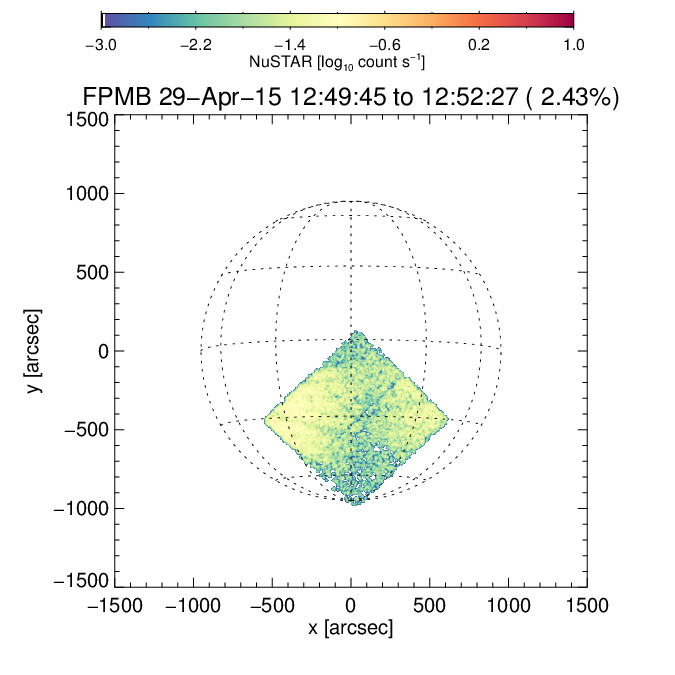 −3.0 −2.2 −1.4 −0.6 0.2 1.0
NuSTAR [log₁₀ count s⁻¹]
FPMB 29−Apr−15 12:49:45 to 12:52:27 ( 2.43%)
1500
1000
500
0
−500
−1000
−1500
y [arcsec]
−1500 −1000 −500 0 500 1000 1500
x [arcsec]